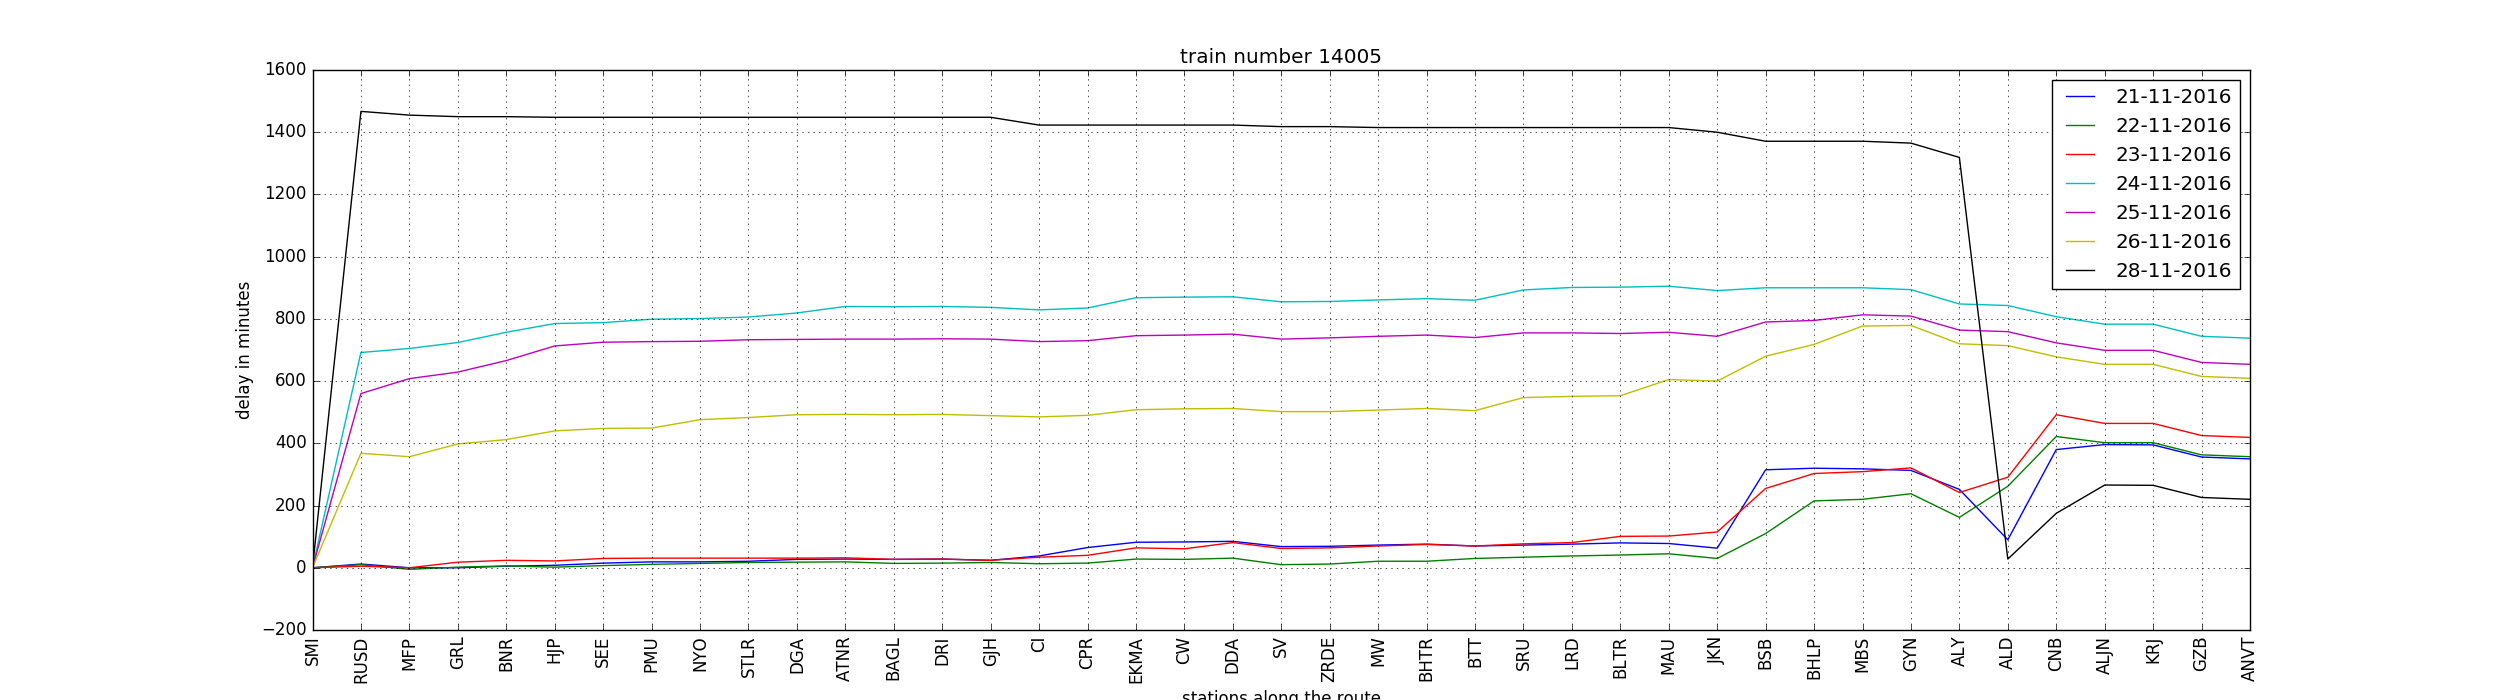 train number 14005
1600
1400
1200
1000
800
600
400
200
0
−200
delay in minutes
21-11-2016
22-11-2016
23-11-2016
24-11-2016
25-11-2016
26-11-2016
28-11-2016
SMI
RUSD
MFP
GRL
BNR
HJP
SEE
PMU
NYO
STLR
DGA
ATNR
BAGL
DRI
GJH
CI
CPR
EKMA
CW
DDA
SV
ZRDE
MW
BHTR
BTT
SRU
LRD
BLTR
MAU
JKN
BSB
BHLP
MBS
GYN
ALY
ALD
CNB
ALJN
KRJ
GZB
ANVT
stations along the route